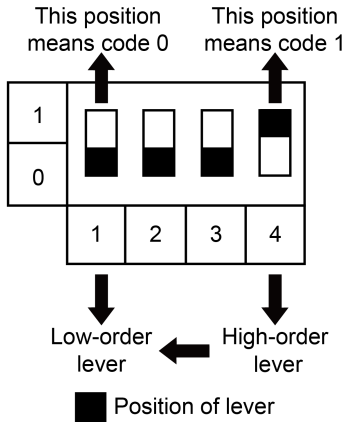 This position
means code 0
This position
means code 1
1
0
1 2 3 4
Low-order
lever
High-order
lever
Position of lever